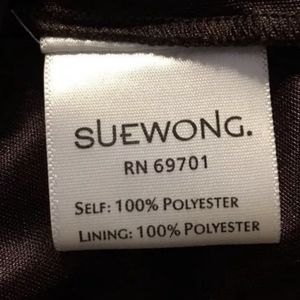 SUEWONG.
RN 69701
SELF: 100% POLYESTER
LINING: 100% POLYESTER